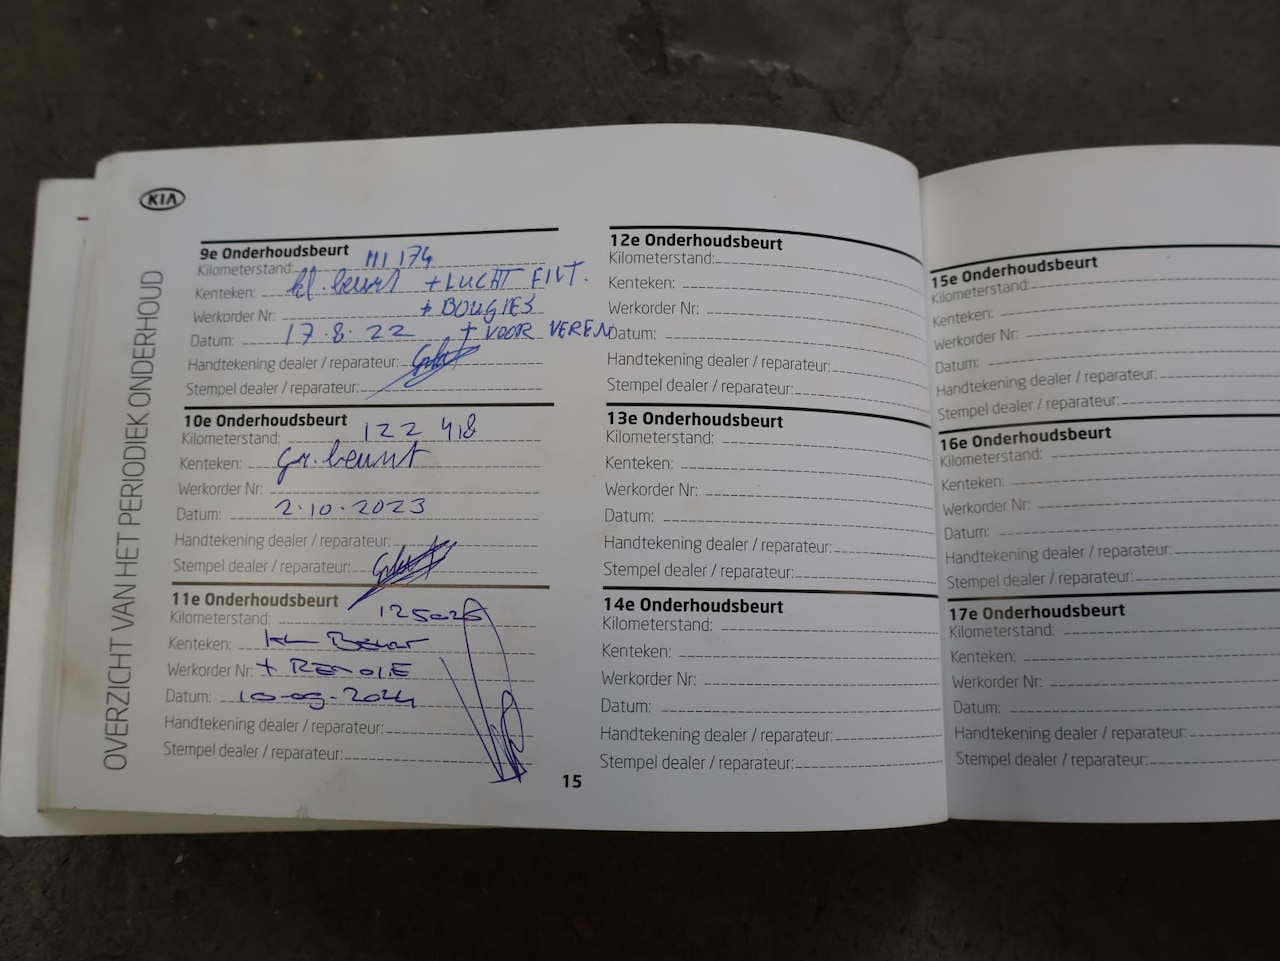 KIA
OVERZICHT VAN HET PERIODIEK ONDERHOUD
9e Onderhoudsbeurt
Kilometerstand: 111 174
Kenteken: kl. beurt + LUCHT FILT.
Werkorder Nr: + BOUGIES
Datum: 17.8.22 + VOOR VEREN
Handtekening dealer / reparateur:
Stempel dealer / reparateur:
10e Onderhoudsbeurt
Kilometerstand: 122 418
Kenteken: gr. beurt
Werkorder Nr:
Datum: 2.10.2023
Handtekening dealer / reparateur:
Stempel dealer / reparateur:
11e Onderhoudsbeurt
Kilometerstand:
Kenteken: Beurt
Werkorder Nr: +
Datum: 10-09-2024
Handtekening dealer / reparateur:
Stempel dealer / reparateur:
15
12e Onderhoudsbeurt
Kilometerstand:
Kenteken:
Werkorder Nr:
Datum:
Handtekening dealer / reparateur:
Stempel dealer / reparateur:
13e Onderhoudsbeurt
Kilometerstand:
Kenteken:
Werkorder Nr:
Datum:
Handtekening dealer / reparateur:
Stempel dealer / reparateur:
14e Onderhoudsbeurt
Kilometerstand:
Kenteken:
Werkorder Nr:
Datum:
Handtekening dealer / reparateur:
Stempel dealer / reparateur:
15e Onderhoudsbeurt
Kilometerstand:
Kenteken:
Werkorder Nr:
Datum:
Handtekening dealer / reparateur:
Stempel dealer / reparateur:
16e Onderhoudsbeurt
Kilometerstand:
Kenteken:
Werkorder Nr:
Datum:
Handtekening dealer / reparateur:
Stempel dealer / reparateur:
17e Onderhoudsbeurt
Kilometerstand:
Kenteken:
Werkorder Nr:
Datum:
Handtekening dealer / reparateur:
Stempel dealer / reparateur: